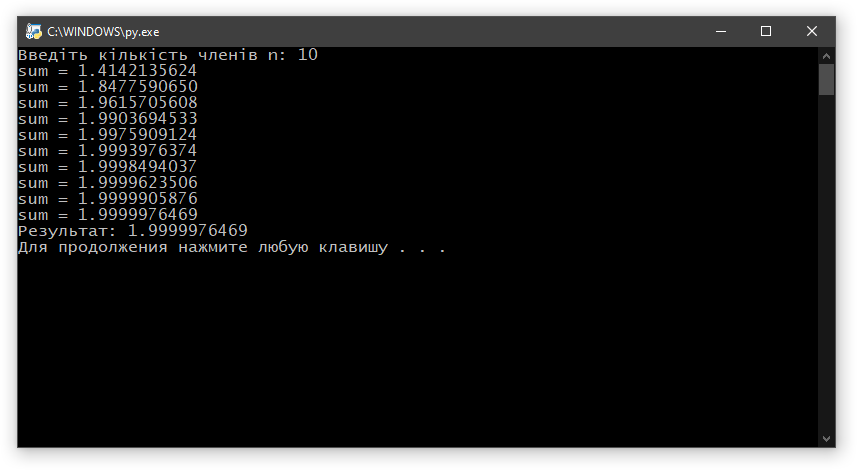 C:\WINDOWS\py.exe
Введіть кількість членів n: 10
sum = 1.4142135624
sum = 1.8477590650
sum = 1.9615705608
sum = 1.9903694533
sum = 1.9975909124
sum = 1.9993976374
sum = 1.9998494037
sum = 1.9999623506
sum = 1.9999905876
sum = 1.9999976469
Результат: 1.9999976469
Для продолжения нажмите любую клавишу . . .